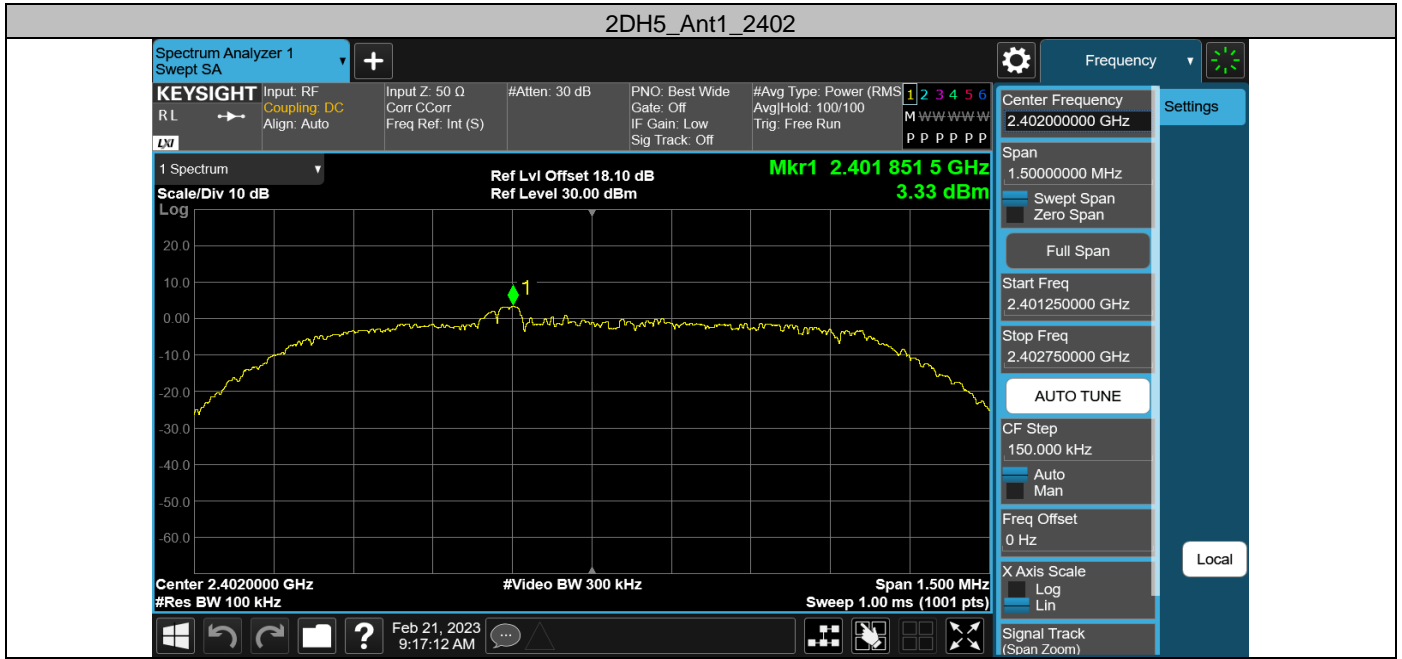 2DH5_Ant1_2402
Spectrum Analyzer 1
Swept SA
Frequency
KEYSIGHT
R L
LXI
Input: RF
Coupling: DC
Align: Auto
Input Z: 50 Ω
Corr CCorr
Freq Ref: Int (S)
#Atten: 30 dB
PNO: Best Wide
Gate: Off
IF Gain: Low
Sig Track: Off
#Avg Type: Power (RMS
Avg|Hold: 100/100
Trig: Free Run
1 2 3 4 5 6
M W W W W W
P P P P P P
1 Spectrum
Scale/Div 10 dB
Ref Lvl Offset 18.10 dB
Ref Level 30.00 dBm
Mkr1 2.401 851 5 GHz
3.33 dBm
Log
20.0
10.0
0.00
-10.0
-20.0
-30.0
-40.0
-50.0
-60.0
1
Center 2.4020000 GHz
#Res BW 100 kHz
#Video BW 300 kHz
Span 1.500 MHz
Sweep 1.00 ms (1001 pts)
Center Frequency
2.402000000 GHz
Settings
Span
1.50000000 MHz
Swept Span
Zero Span
Full Span
Start Freq
2.401250000 GHz
Stop Freq
2.402750000 GHz
AUTO TUNE
CF Step
150.000 kHz
Auto
Man
Freq Offset
0 Hz
X Axis Scale
Log
Lin
Signal Track
(Span Zoom)
Local
?
Feb 21, 2023
9:17:12 AM